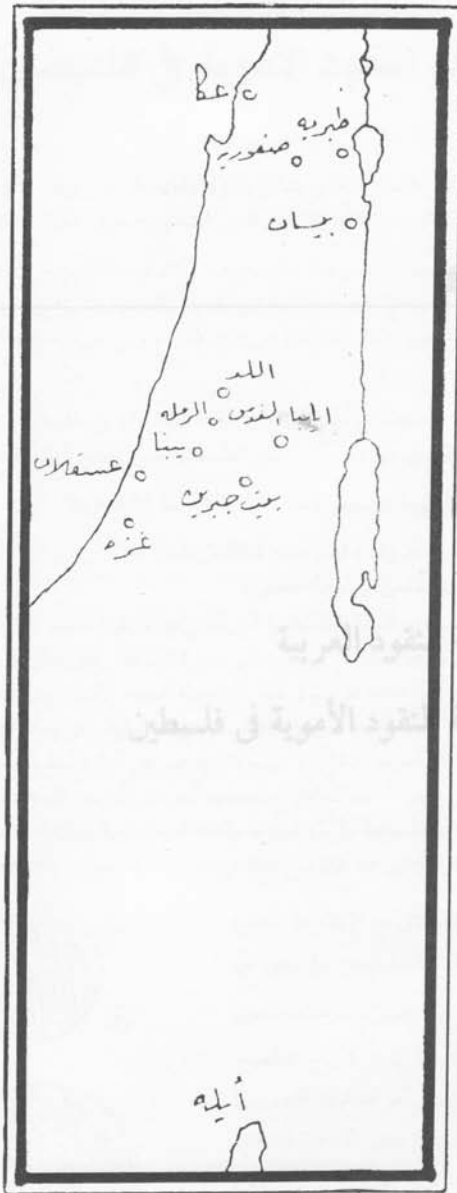 عكا
طبريه
صفوريه
بيسان
اللد
الرمله
القدس ايليا
يبنا
عسقلان
بيت جبرين
غزه
النقود العربية
النقود الأموية في فلسطين
أيله